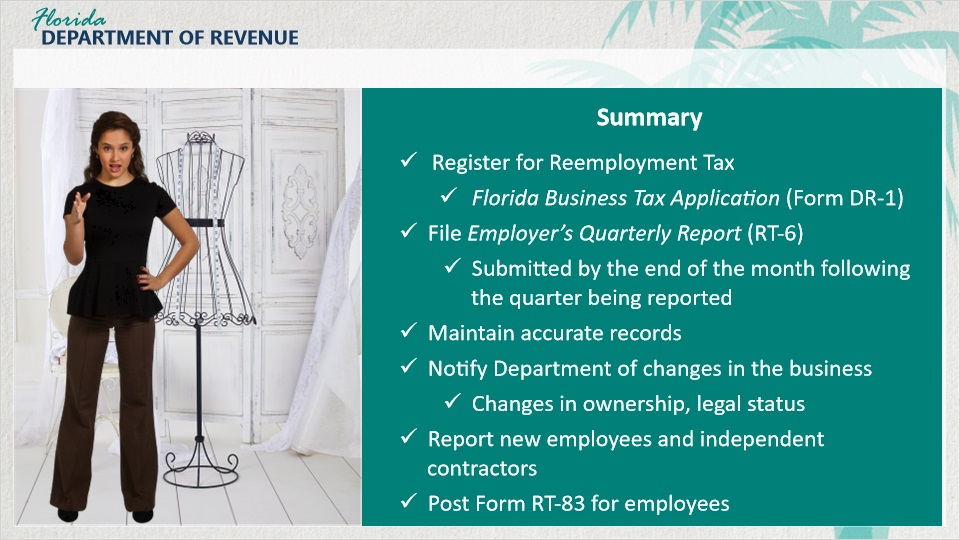 Florida
DEPARTMENT OF REVENUE
Summary
✓ Register for Reemployment Tax
✓ Florida Business Tax Application (Form DR-1)
✓ File Employer’s Quarterly Report (RT-6)
✓ Submitted by the end of the month following
the quarter being reported
✓ Maintain accurate records
✓ Notify Department of changes in the business
✓ Changes in ownership, legal status
✓ Report new employees and independent
contractors
✓ Post Form RT-83 for employees